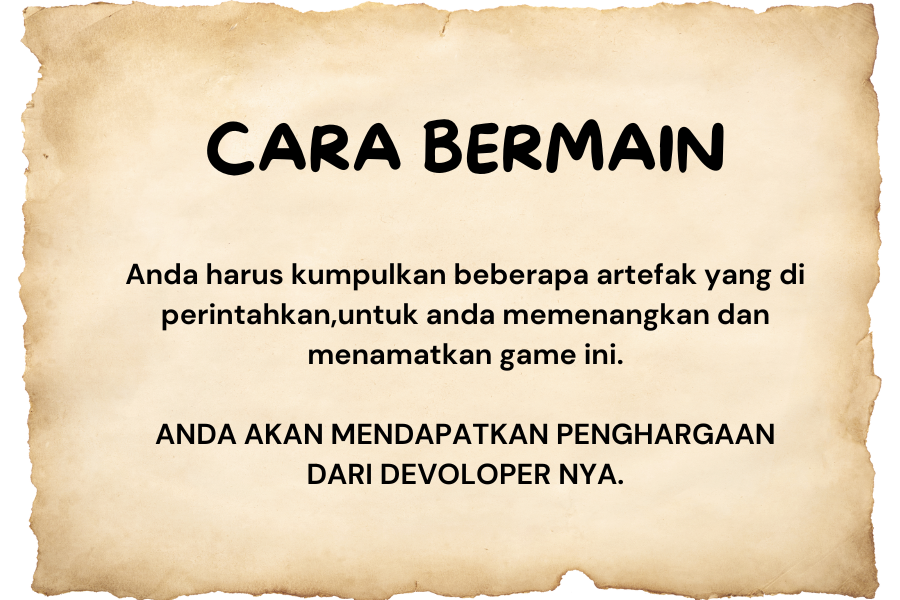 CARA BERMAIN
Anda harus kumpulkan beberapa artefak yang di
perintahkan,untuk anda memenangkan dan
menamatkan game ini.
ANDA AKAN MENDAPATKAN PENGHARGAAN
DARI DEVOLOPER NYA.